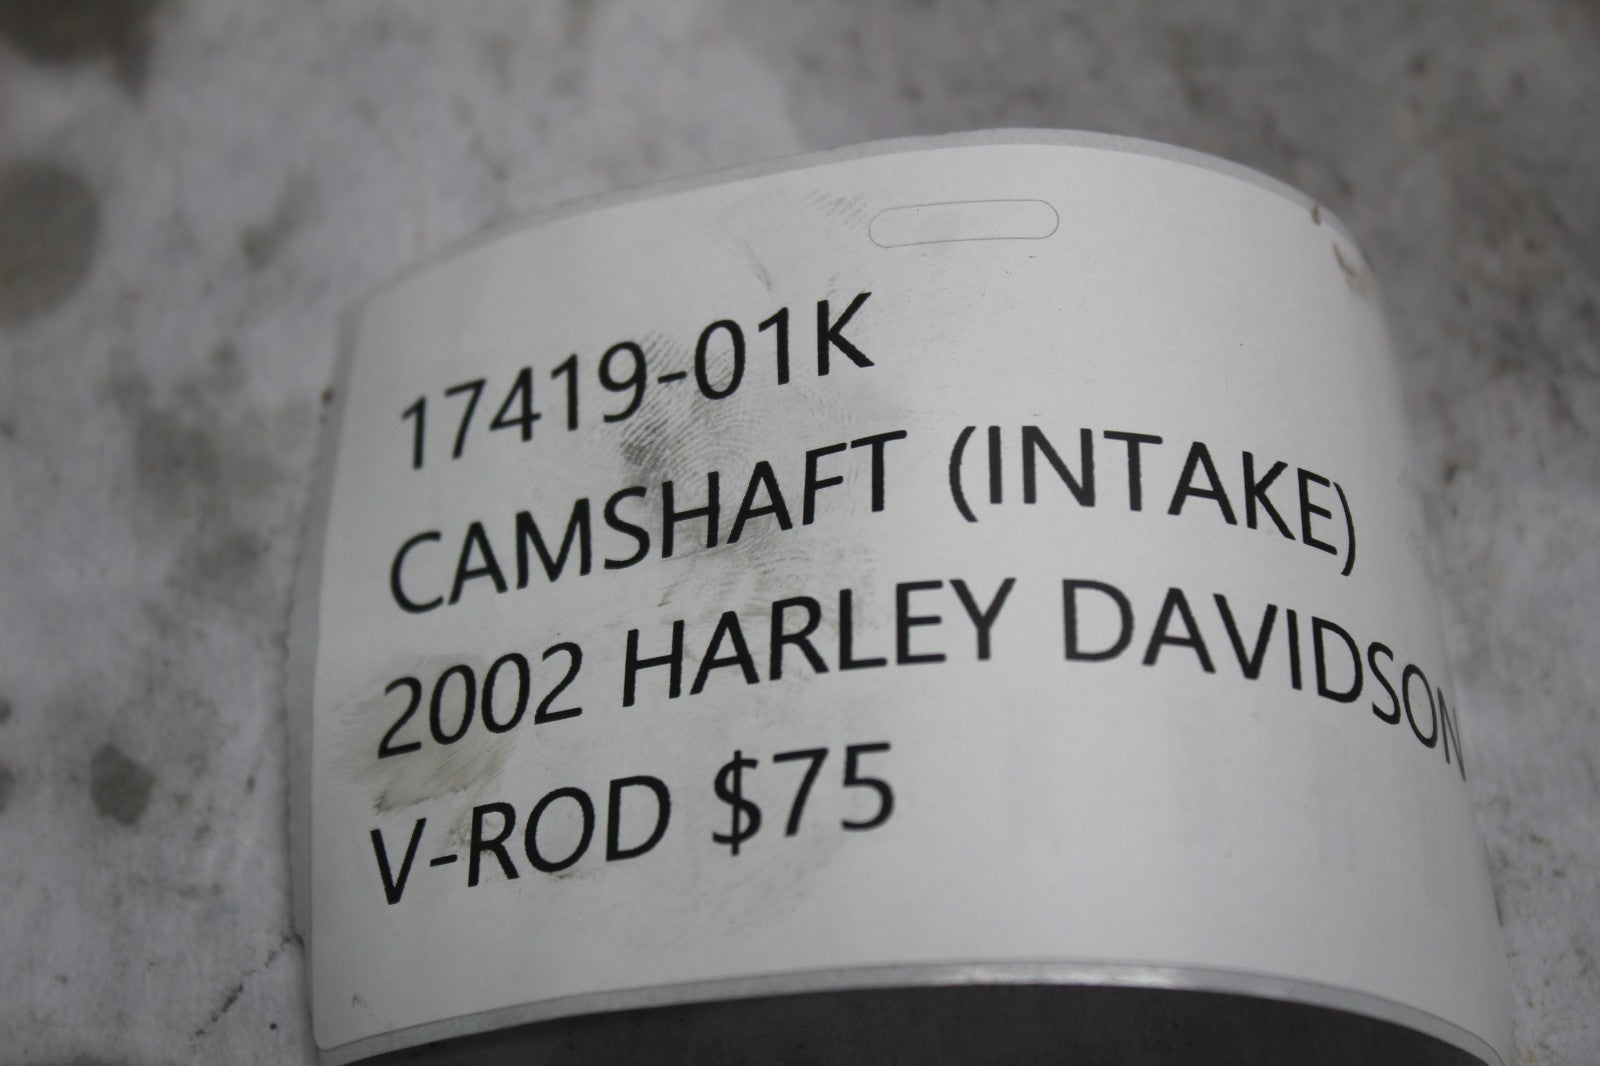 17419-01K
CAMSHAFT (INTAKE)
2002 HARLEY DAVIDSON
V-ROD $75